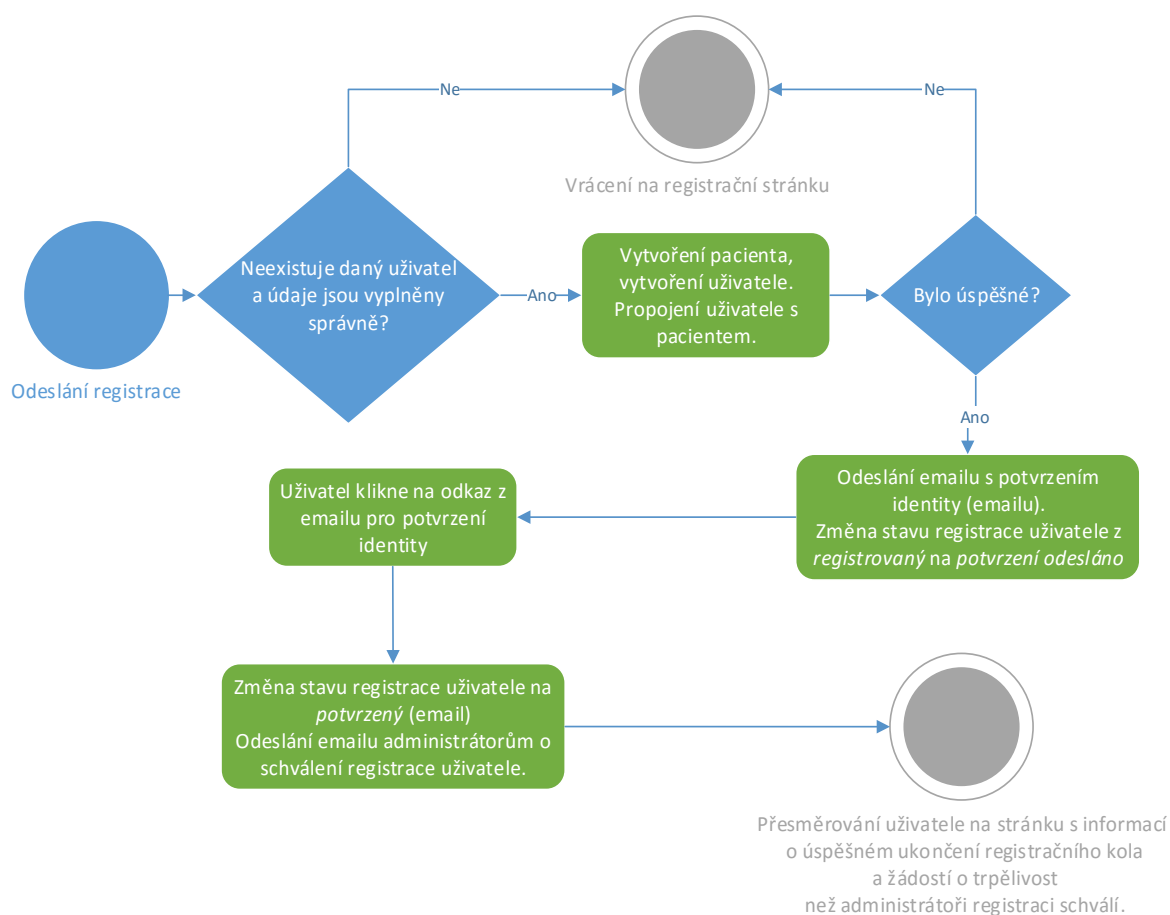 Ne
Ne
Vrácení na registrační stránku
Neexistuje daný uživatel
a údaje jsou vyplněny
správně?
Ano
Vytvoření pacienta,
vytvoření uživatele.
Propojení uživatele s
pacientem.
Bylo úspěšné?
Odeslání registrace
Ano
Odeslání emailu s potvrzením
identity (emailu).
Změna stavu registrace uživatele z
registrovaný na potvrzení odesláno
Uživatel klikne na odkaz z
emailu pro potvrzení
identity
Změna stavu registrace uživatele na
potvrzený (email)
Odeslání emailu administrátorům o
schválení registrace uživatele.
Přesměrování uživatele na stránku s informací
o úspěšném ukončení registračního kola
a žádostí o trpělivost
než administrátoři registraci schválí.